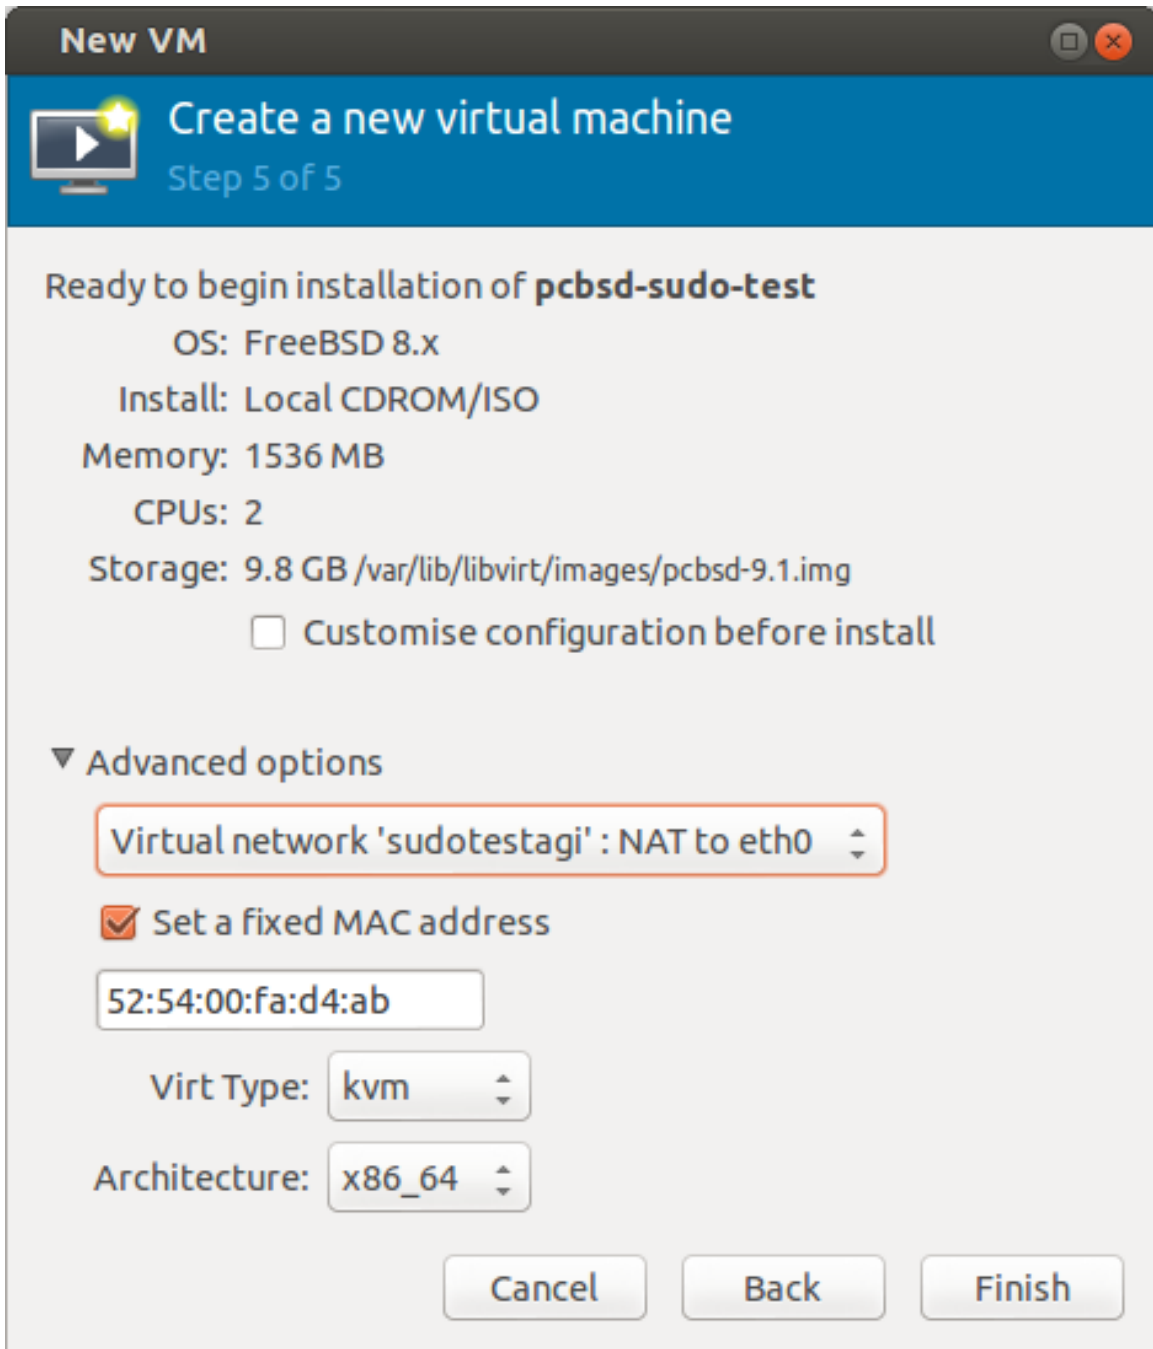 New VM
Create a new virtual machine
Step 5 of 5
Ready to begin installation of pcbsd-sudo-test
OS: FreeBSD 8.x
Install: Local CDROM/ISO
Memory: 1536 MB
CPUs: 2
Storage: 9.8 GB /var/lib/libvirt/images/pcbsd-9.1.img
Customise configuration before install
Advanced options
Virtual network 'sudotestagi' : NAT to eth0
Set a fixed MAC address
52:54:00:fa:d4:ab
Virt Type: kvm
Architecture: x86_64
Cancel Back Finish